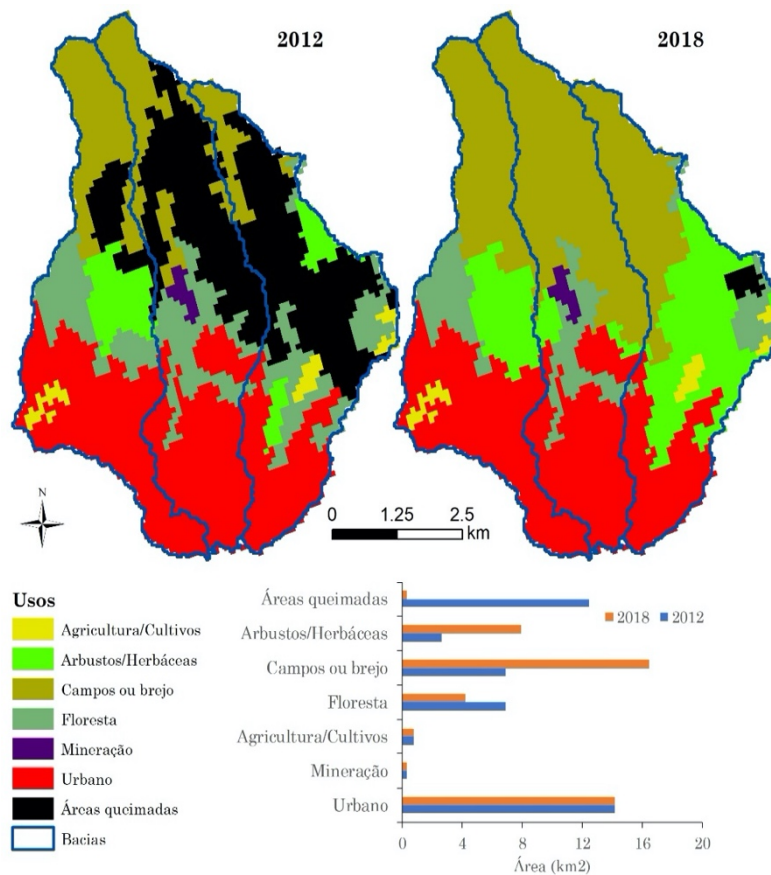 2012
2018
N
0 1.25 2.5
km
Usos
Agricultura/Cultivos
Arbustos/Herbáceas
Campos ou brejo
Floresta
Mineração
Urbano
Áreas queimadas
Bacias
2018 2012
Áreas queimadas
Arbustos/Herbáceas
Campos ou brejo
Floresta
Agricultura/Cultivos
Mineração
Urbano
0 4 8 12 16 20
Área (km2)